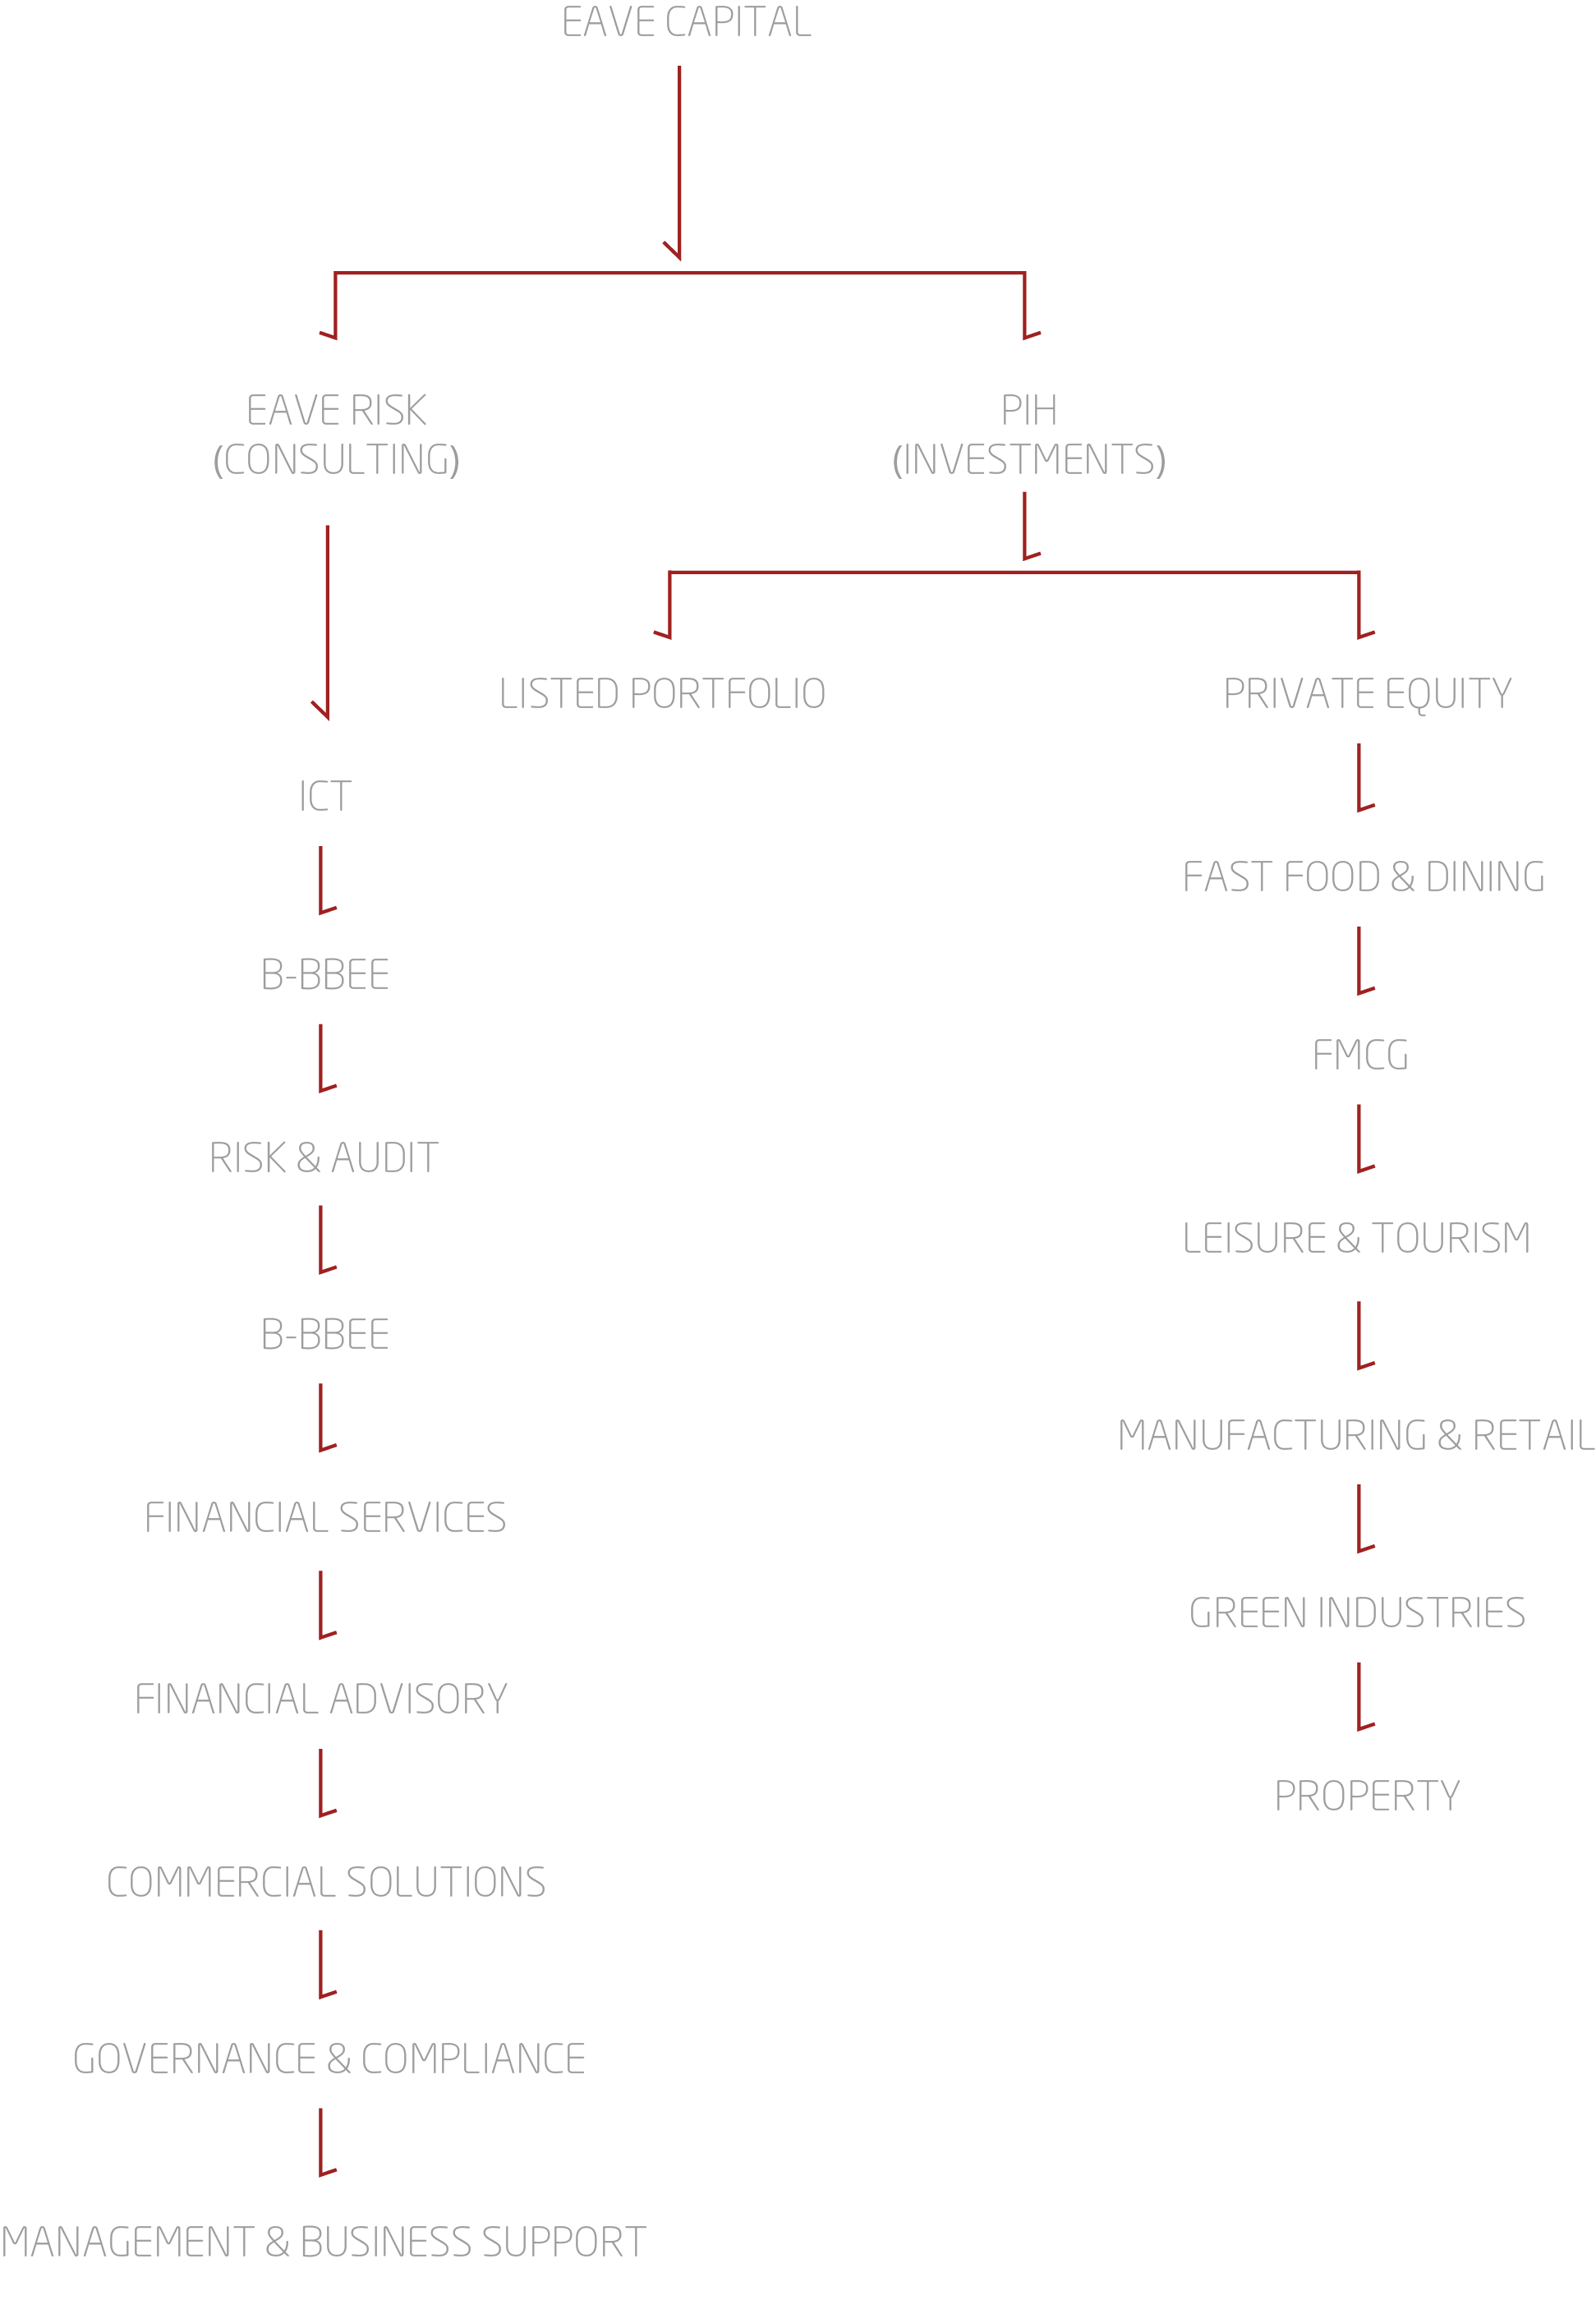 EAVE CAPITAL
EAVE RISK
(CONSULTING)
PIH
(INVESTMENTS)
LISTED PORTFOLIO
PRIVATE EQUITY
ICT
B-BBEE
RISK & AUDIT
B-BBEE
FINANCIAL SERVICES
FINANCIAL ADVISORY
COMMERCIAL SOLUTIONS
GOVERNANCE & COMPLIANCE
MANAGEMENT & BUSINESS SUPPORT
FAST FOOD & DINING
FMCG
LEISURE & TOURISM
MANUFACTURING & RETAIL
GREEN INDUSTRIES
PROPERTY